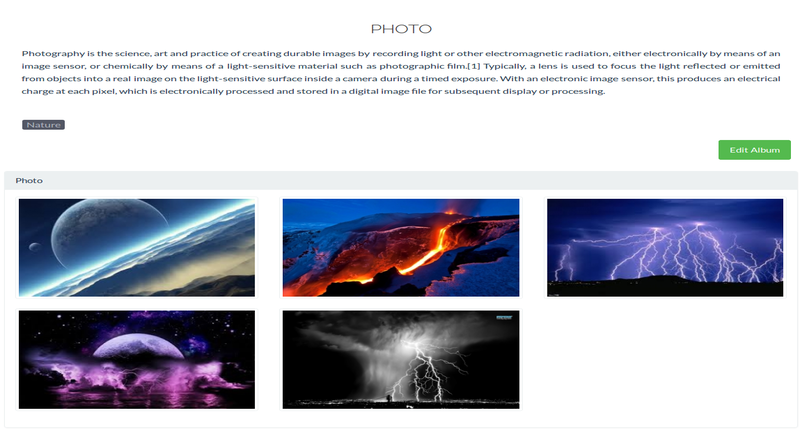 PHOTO
Photography is the science, art and practice of creating durable images by recording light or other electromagnetic radiation, either electronically by means of an
image sensor, or chemically by means of a light-sensitive material such as photographic film.[1] Typically, a lens is used to focus the light reflected or emitted
from objects into a real image on the light-sensitive surface inside a camera during a timed exposure. With an electronic image sensor, this produces an electrical
charge at each pixel, which is electronically processed and stored in a digital image file for subsequent display or processing.
Nature
Edit Album
Photo